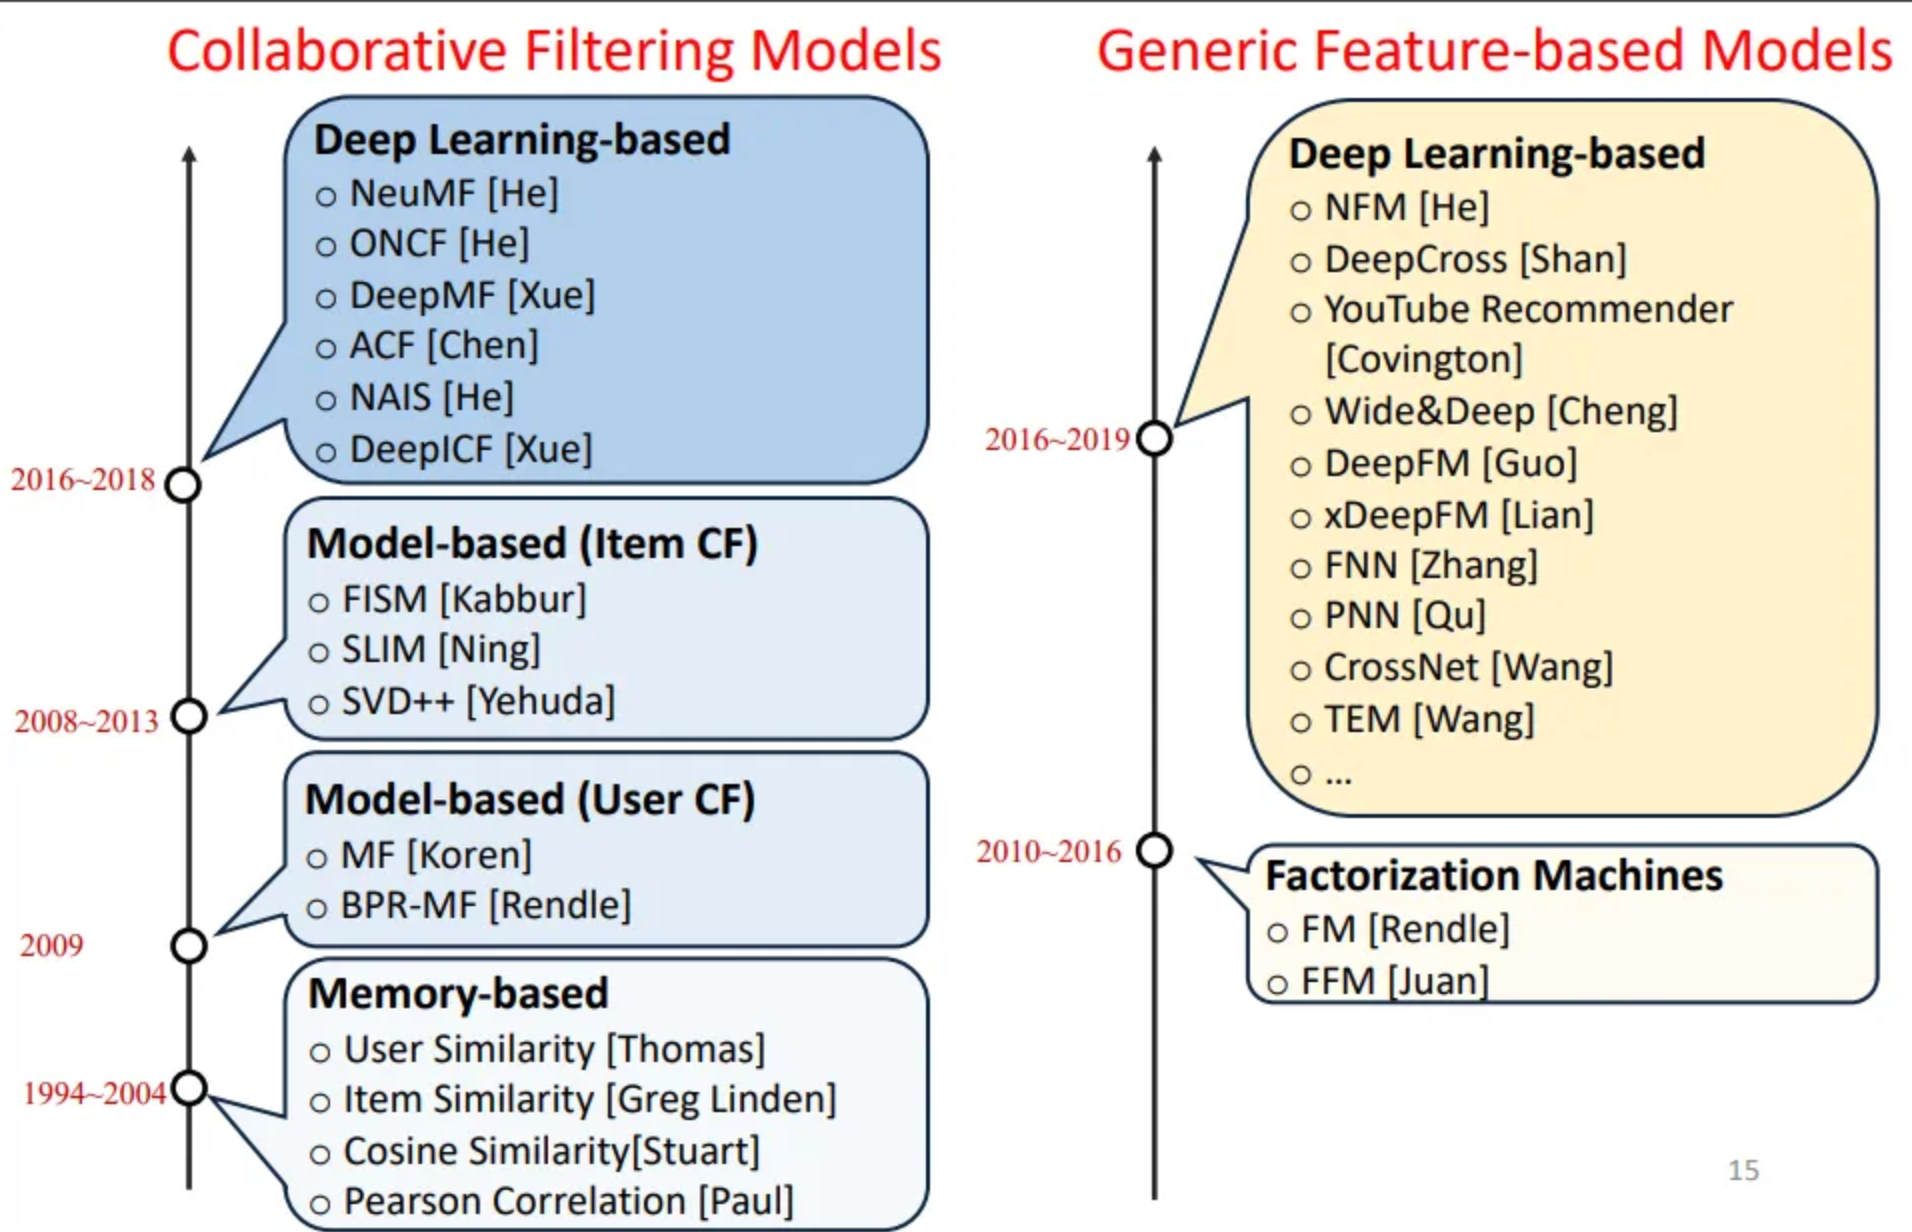 Collaborative Filtering Models
Deep Learning-based
○ NeuMF [He]
○ ONCF [He]
○ DeepMF [Xue]
○ ACF [Chen]
○ NAIS [He]
○ DeepICF [Xue]
2016~2018
Model-based (Item CF)
○ FISM [Kabbur]
○ SLIM [Ning]
○ SVD++ [Yehuda]
2008~2013
Model-based (User CF)
○ MF [Koren]
○ BPR-MF [Rendle]
2009
Memory-based
○ User Similarity [Thomas]
○ Item Similarity [Greg Linden]
○ Cosine Similarity[Stuart]
○ Pearson Correlation [Paul]
1994~2004
Generic Feature-based Models
Deep Learning-based
○ NFM [He]
○ DeepCross [Shan]
○ YouTube Recommender
[Covington]
○ Wide&Deep [Cheng]
○ DeepFM [Guo]
○ xDeepFM [Lian]
○ FNN [Zhang]
○ PNN [Qu]
○ CrossNet [Wang]
○ TEM [Wang]
○ ...
2016~2019
Factorization Machines
○ FM [Rendle]
○ FFM [Juan]
2010~2016
15